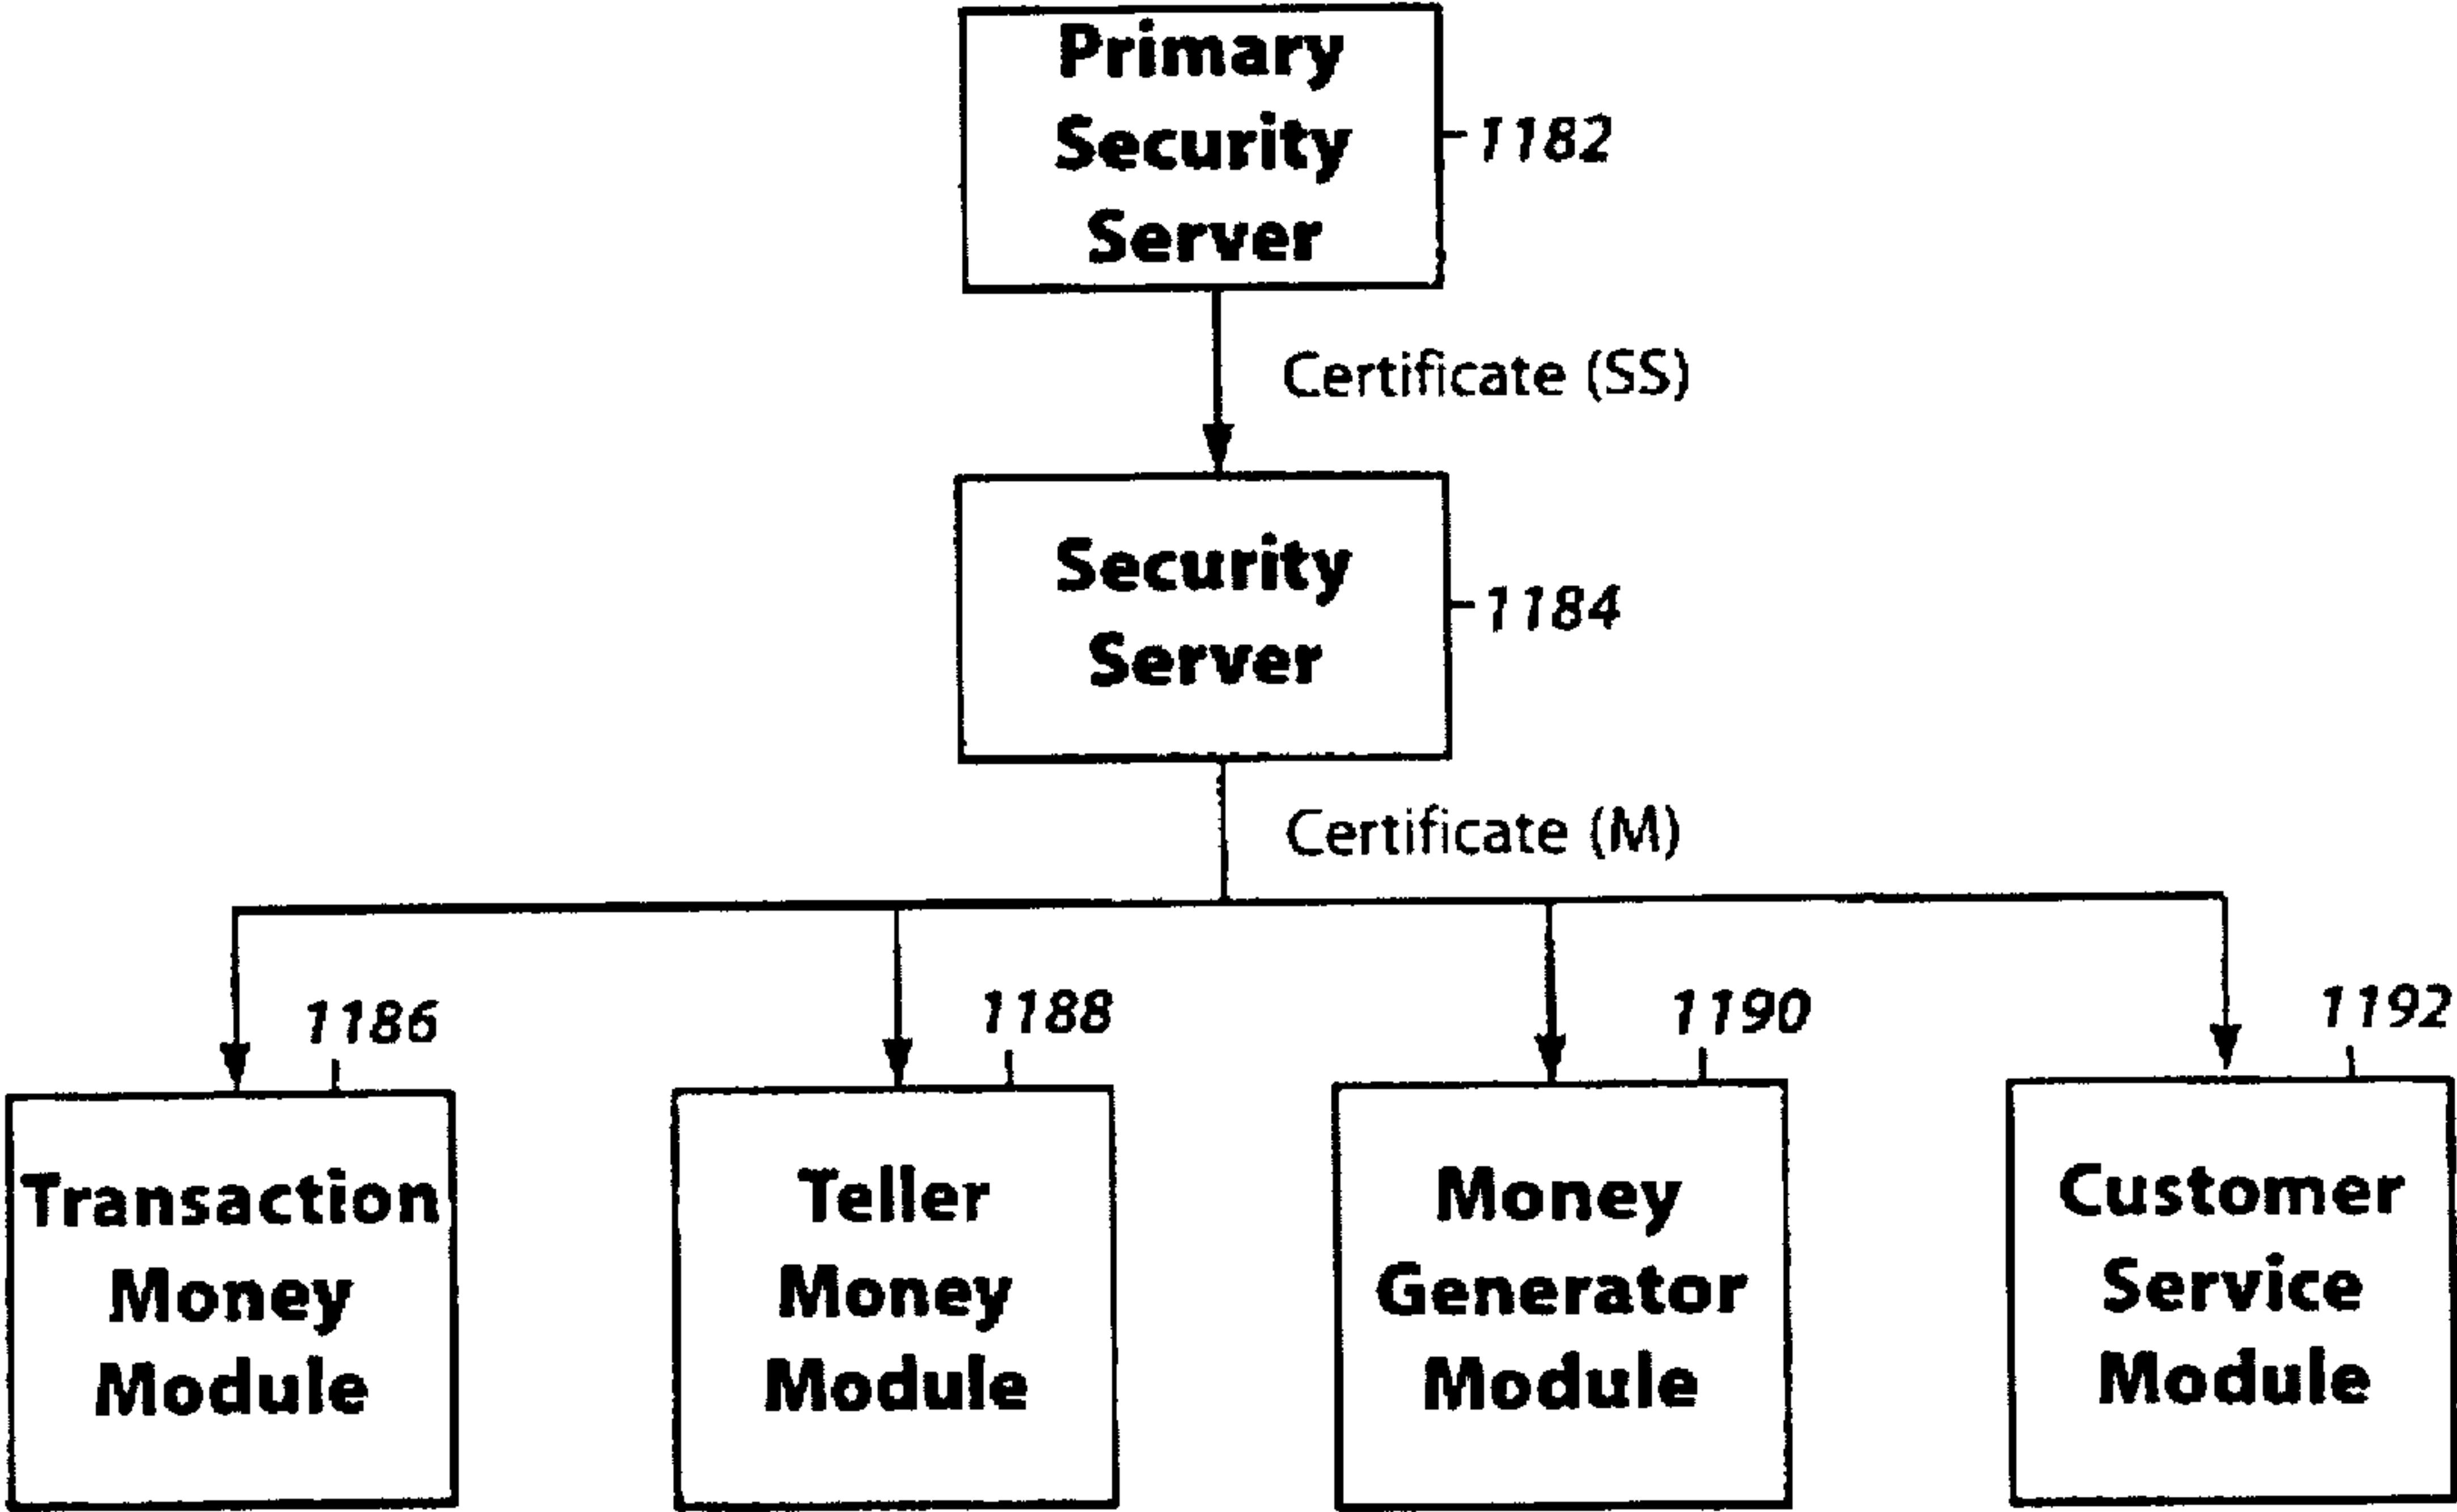 Primary
Security
Server
1182
Certificate (SS)
Security
Server
1184
Certificate (M)
1186
1188
1190
1192
Transaction
Money
Module
Teller
Money
Module
Money
Generator
Module
Customer
Service
Module